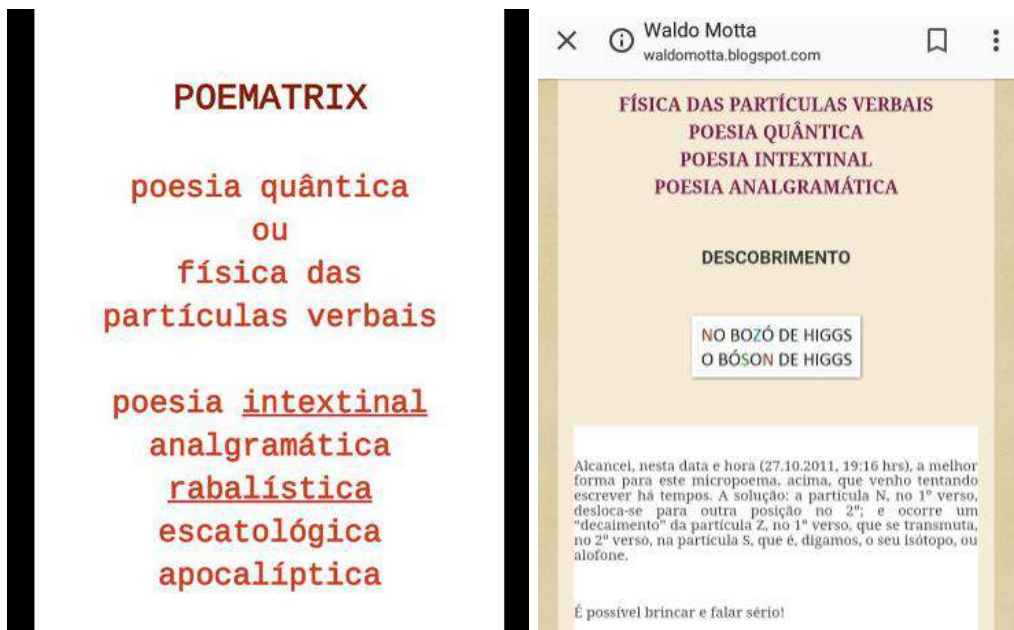 POEMATRIX
poesia quântica
ou
física das
partículas verbais
poesia intextinal
analgramática
rabalística
escatológica
apocalíptica
Waldo Motta
waldomotta.blogspot.com
FÍSICA DAS PARTÍCULAS VERBAIS
POESIA QUÂNTICA
POESIA INTEXTINAL
POESIA ANALGRAMÁTICA
DESCOBRIMENTO
NO BOZÓ DE HIGGS
O BÓSON DE HIGGS
Alcancei, nesta data e hora (27.10.2011, 19:16 hrs), a melhor
forma para este micropoema, acima, que venho tentando
escrever há tempos. A solução: a partícula N, no 1º verso,
desloca-se para outra posição no 2º; e ocorre um
"decaimento" da partícula Z, no 1º verso, que se transmuta,
no 2º verso, na partícula S, que é, digamos, o seu isótopo, ou
alofone.
É possível brincar e falar sério!